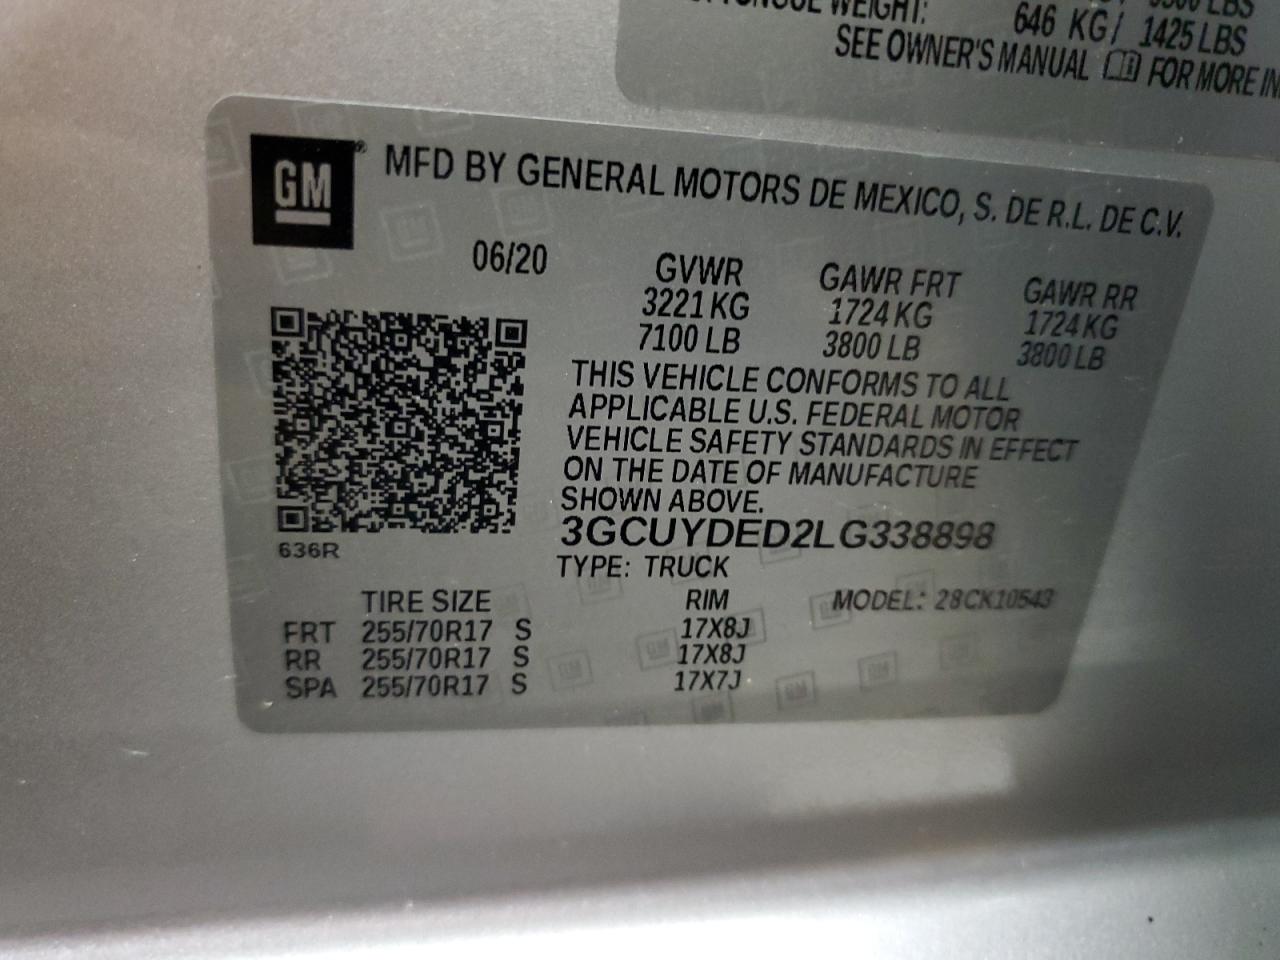 WEIGHT:
646 KG / 1425 LBS
SEE OWNER'S MANUAL FOR MORE
GM
MFD BY GENERAL MOTORS DE MEXICO, S. DE R.L. DE C.V.
06/20
GVWR GAWR FRT GAWR RR
3221 KG 1724 KG 1724 KG
7100 LB 3800 LB 3800 LB
THIS VEHICLE CONFORMS TO ALL
APPLICABLE U.S. FEDERAL MOTOR
VEHICLE SAFETY STANDARDS IN EFFECT
ON THE DATE OF MANUFACTURE
SHOWN ABOVE.
3GCUYDED2LG338898
636R
TYPE: TRUCK
TIRE SIZE RIM MODEL: 28CK10543
FRT 255/70R17 S 17X8J
RR 255/70R17 S 17X8J
SPA 255/70R17 S 17X7J